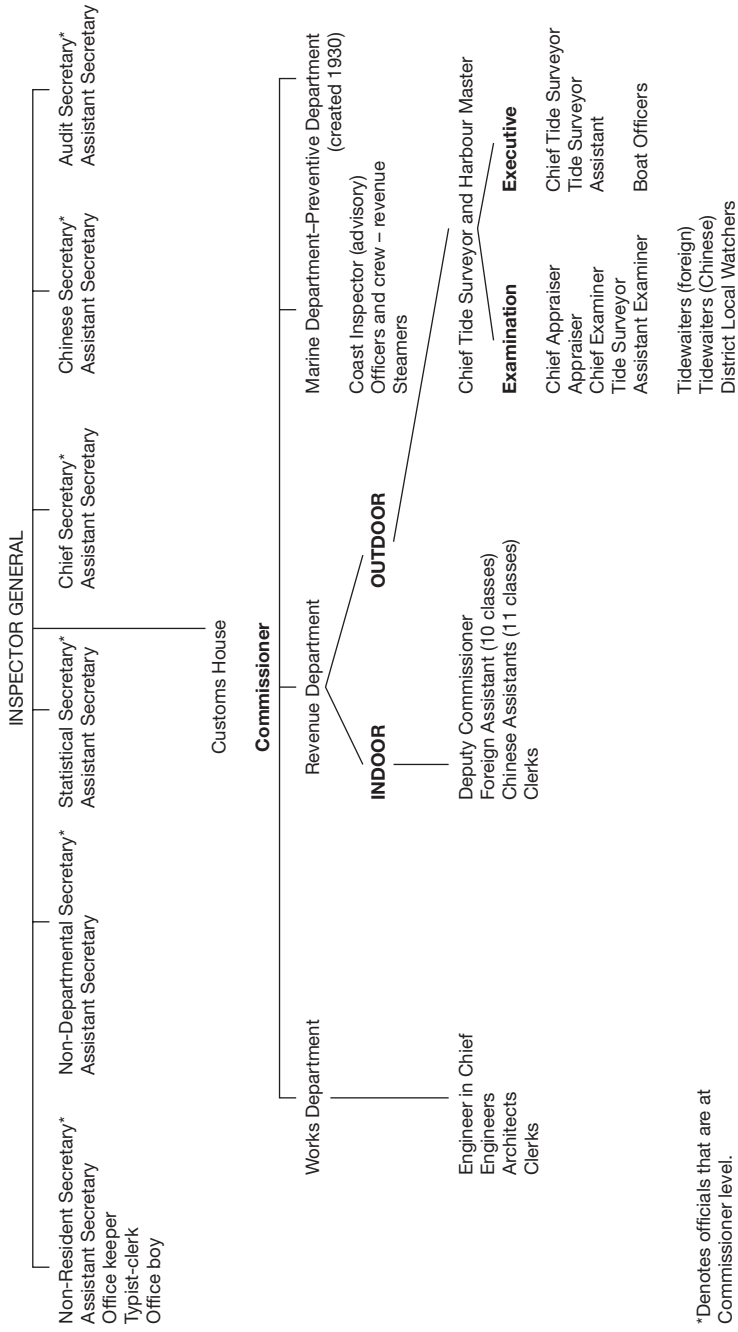 INSPECTOR GENERAL
Non-Resident Secretary*
Assistant Secretary
Office keeper
Typist-clerk
Office boy
Non-Departmental Secretary*
Assistant Secretary
Statistical Secretary*
Assistant Secretary
Chief Secretary*
Assistant Secretary
Chinese Secretary*
Assistant Secretary
Audit Secretary*
Assistant Secretary
Customs House
Commissioner
Works Department
Engineer in Chief
Engineers
Architects
Clerks
Revenue Department
INDOOR
Deputy Commissioner
Foreign Assistant (10 classes)
Chinese Assistants (11 classes)
Clerks
OUTDOOR
Marine Department–Preventive Department
(created 1930)
Coast Inspector (advisory)
Officers and crew – revenue
Steamers
Chief Tide Surveyor and Harbour Master
Examination
Chief Appraiser
Appraiser
Chief Examiner
Tide Surveyor
Assistant Examiner
Tidewaiters (foreign)
Tidewaiters (Chinese)
District Local Watchers
Executive
Chief Tide Surveyor
Tide Surveyor
Assistant
Boat Officers
*Denotes officials that are at
Commissioner level.